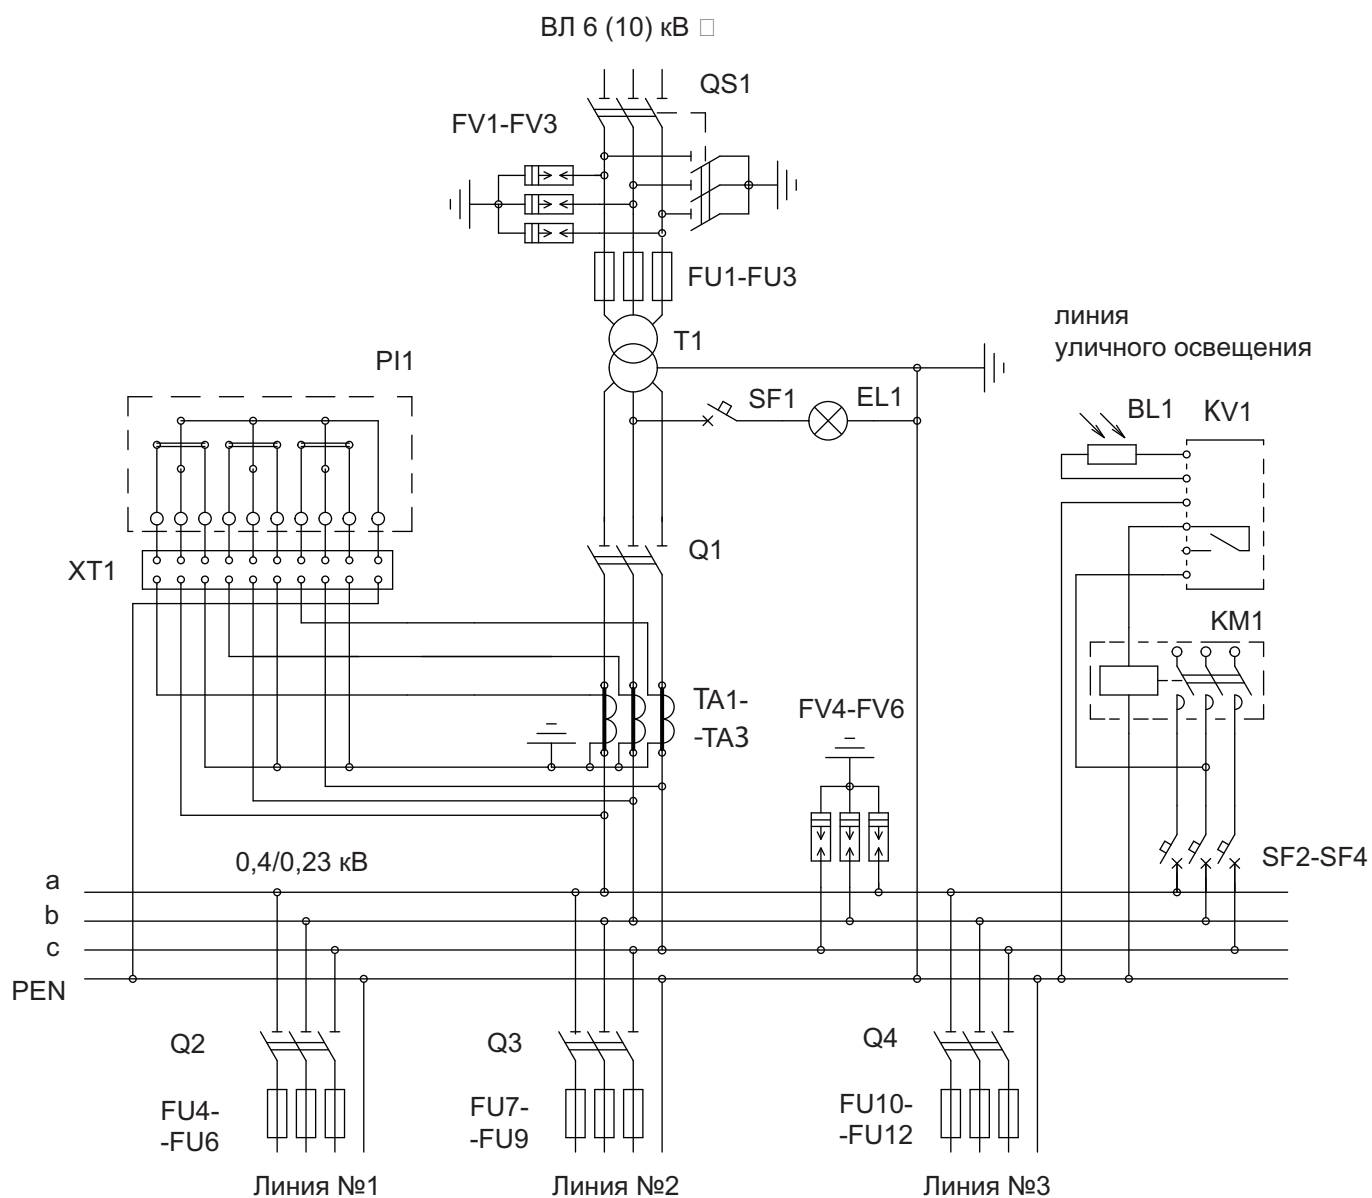 ВЛ 6 (10) кВ □
QS1
FV1-FV3
FU1-FU3
T1
линия
уличного освещения
PI1
SF1
EL1
BL1
KV1
Q1
XT1
KM1
TA1-
-TA3
FV4-FV6
0,4/0,23 кВ
SF2-SF4
a
b
c
PEN
Q2
Q3
Q4
FU4-
-FU6
FU7-
-FU9
FU10-
-FU12
Линия №1
Линия №2
Линия №3